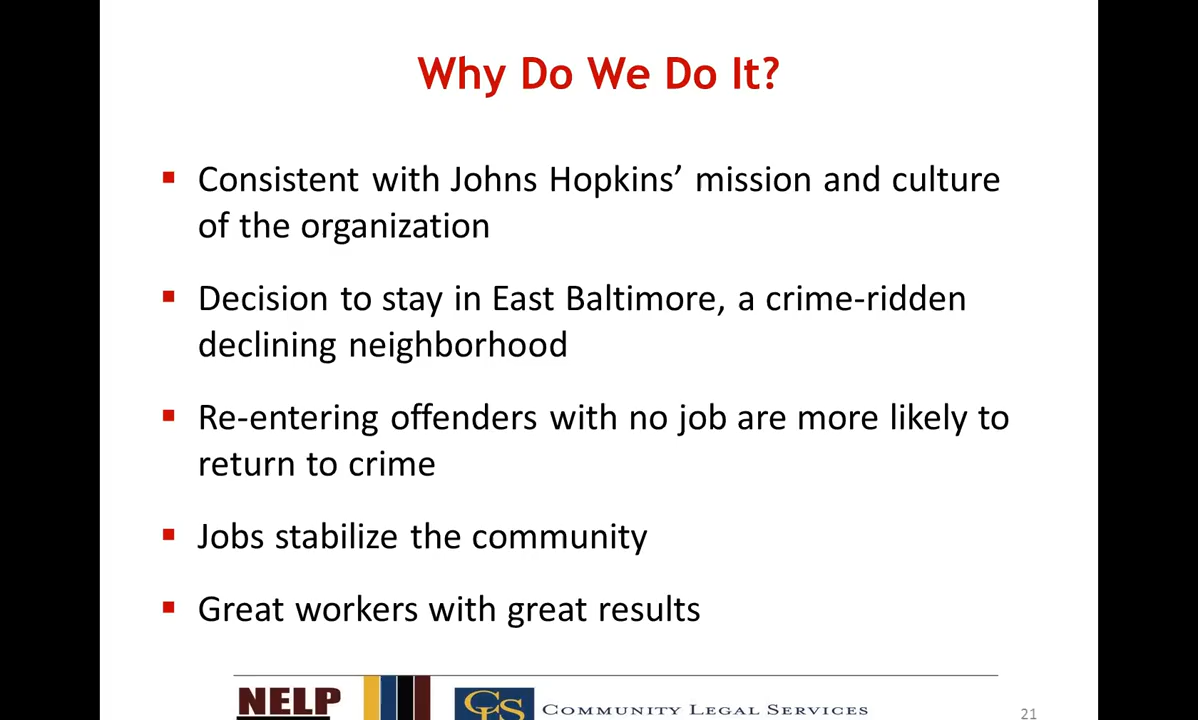 Why Do We Do It?
Consistent with Johns Hopkins’ mission and culture
of the organization
Decision to stay in East Baltimore, a crime-ridden
declining neighborhood
Re-entering offenders with no job are more likely to
return to crime
Jobs stabilize the community
Great workers with great results
NELP
CLS
COMMUNITY LEGAL SERVICES
21